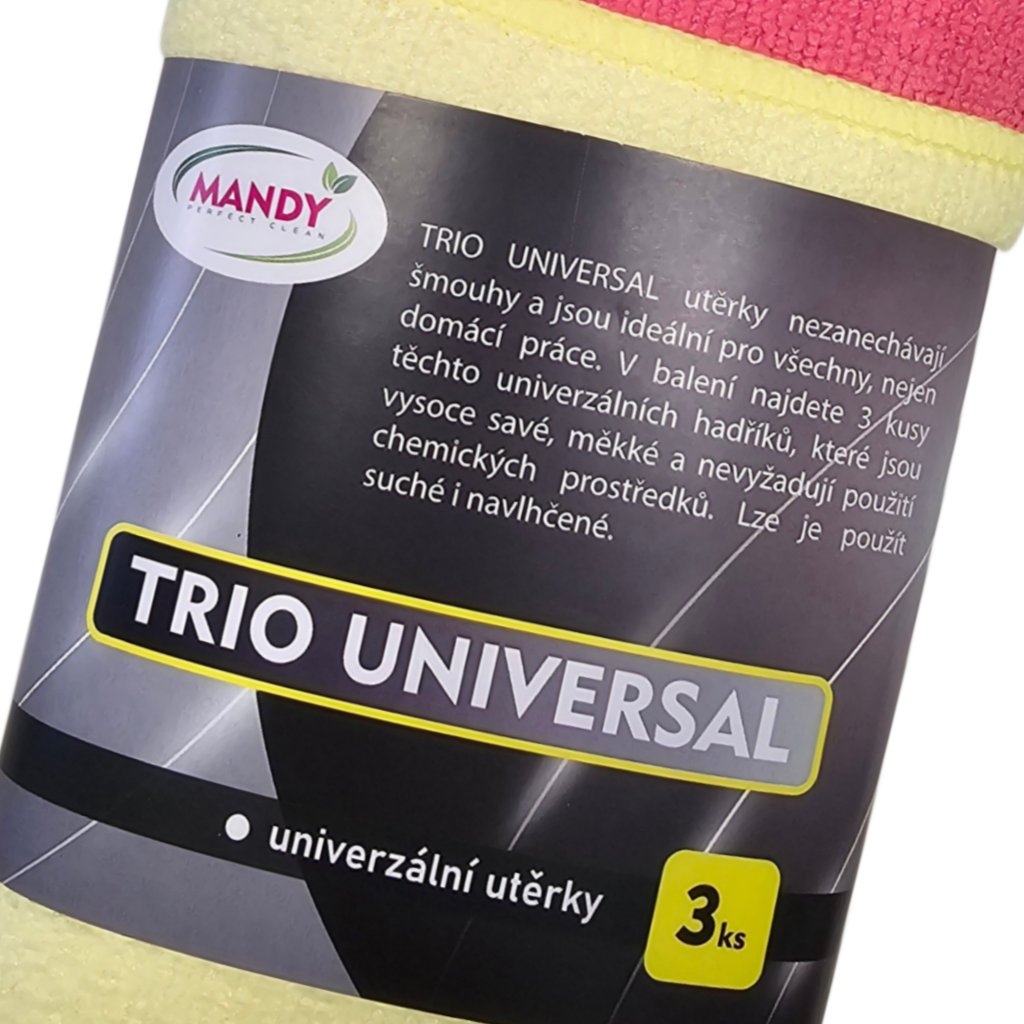 MANDY
PERFECT CLEAN
TRIO UNIVERSAL utěrky nezanechávají
šmouhy a jsou ideální pro všechny, nejen
domácí práce. V balení najdete 3 kusy
těchto univerzálních hadříků, které jsou
vysoce savé, měkké a nevyžadují použití
chemických prostředků. Lze je použít
suché i navlhčené.
TRIO UNIVERSAL
● univerzální utěrky
3 ks